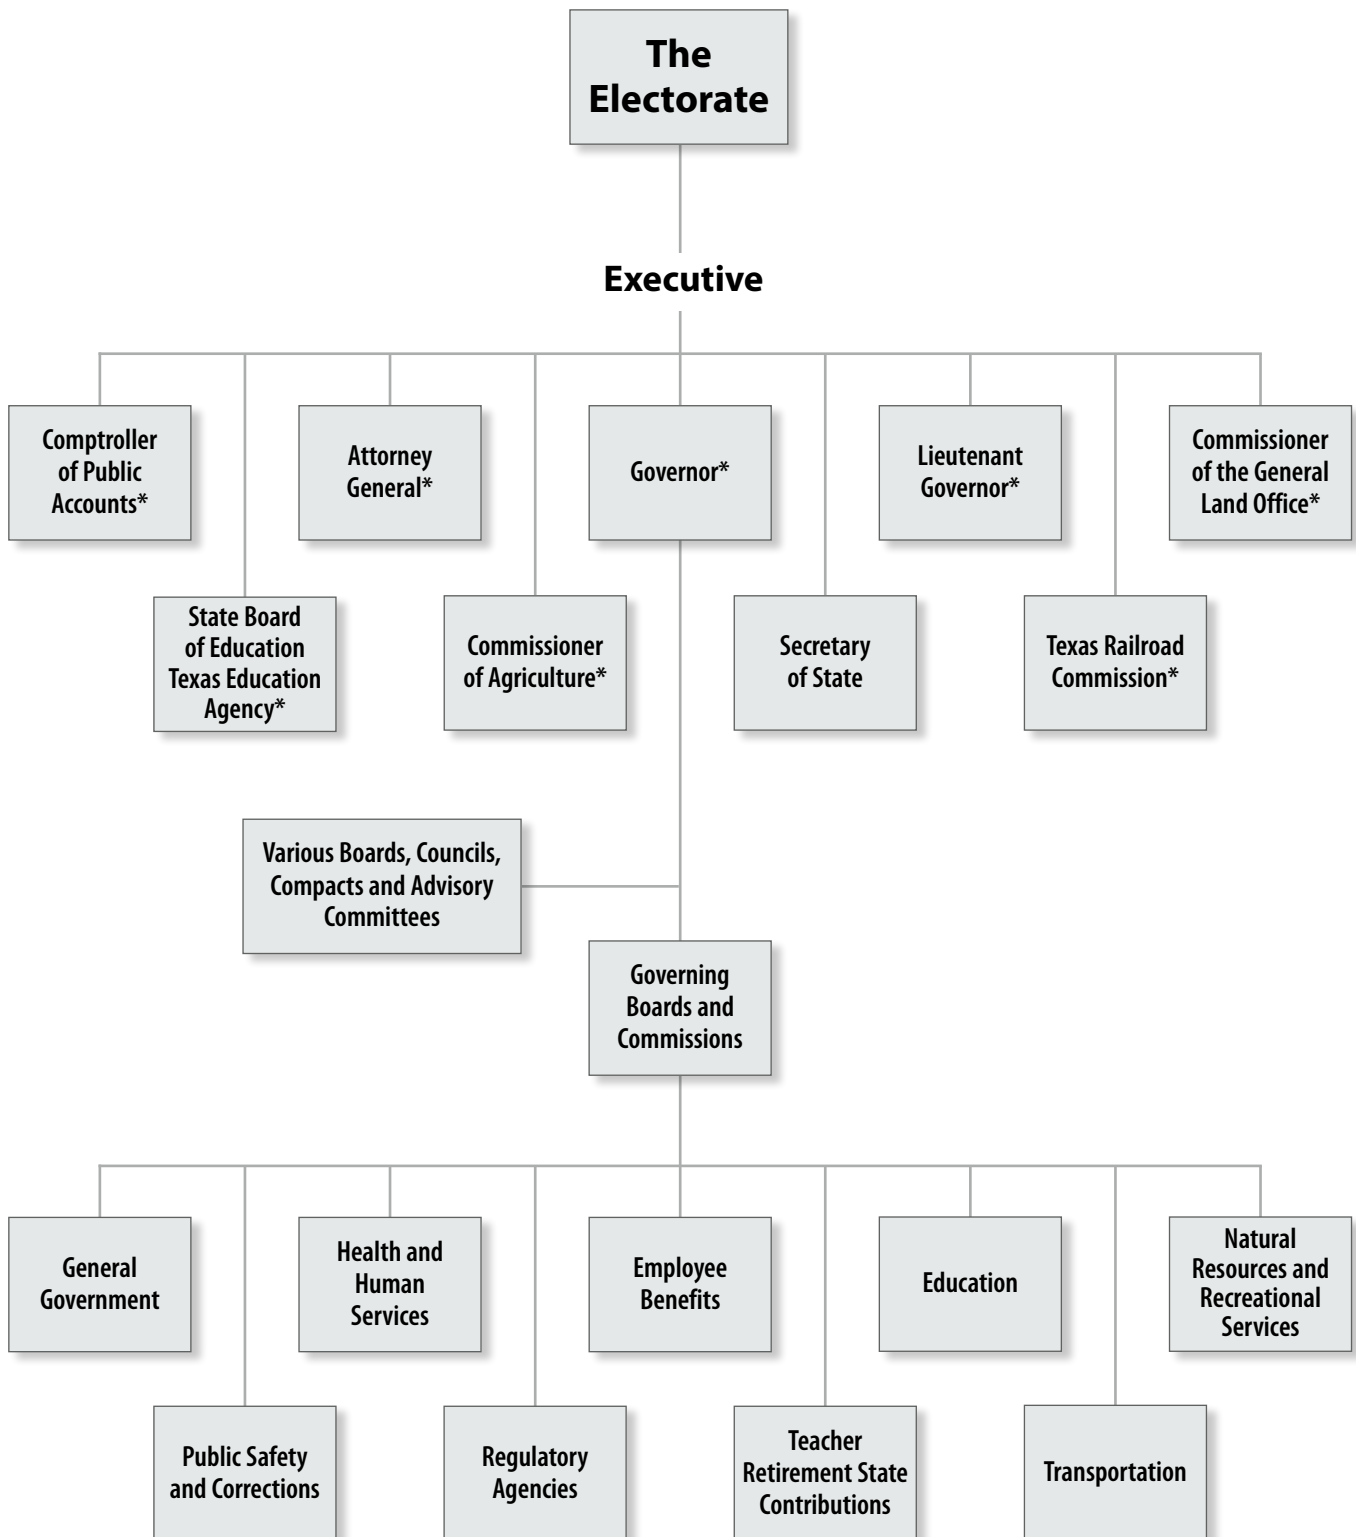 The
Electorate
Executive
Comptroller
of Public
Accounts*
Attorney
General*
Governor*
Lieutenant
Governor*
Commissioner
of the General
Land Office*
State Board
of Education
Texas Education
Agency*
Commissioner
of Agriculture*
Secretary
of State
Texas Railroad
Commission*
Various Boards, Councils,
Compacts and Advisory
Committees
Governing
Boards and
Commissions
General
Government
Health and
Human
Services
Employee
Benefits
Education
Natural
Resources and
Recreational
Services
Public Safety
and Corrections
Regulatory
Agencies
Teacher
Retirement State
Contributions
Transportation